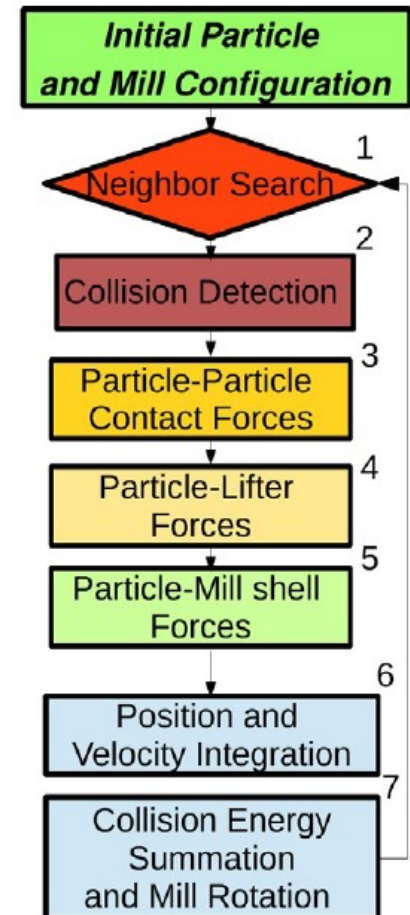 Initial Particle
and Mill Configuration
1
Neighbor Search
2
Collision Detection
3
Particle-Particle
Contact Forces
4
Particle-Lifter
Forces
5
Particle-Mill shell
Forces
6
Position and
Velocity Integration
7
Collision Energy
Summation
and Mill Rotation